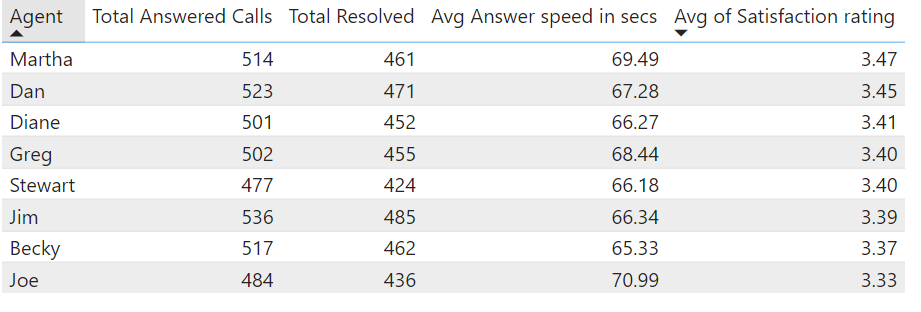 Agent Total Answered Calls Total Resolved Avg Answer speed in secs Avg of Satisfaction rating
Martha 514 461 69.49 3.47
Dan 523 471 67.28 3.45
Diane 501 452 66.27 3.41
Greg 502 455 68.44 3.40
Stewart 477 424 66.18 3.40
Jim 536 485 66.34 3.39
Becky 517 462 65.33 3.37
Joe 484 436 70.99 3.33